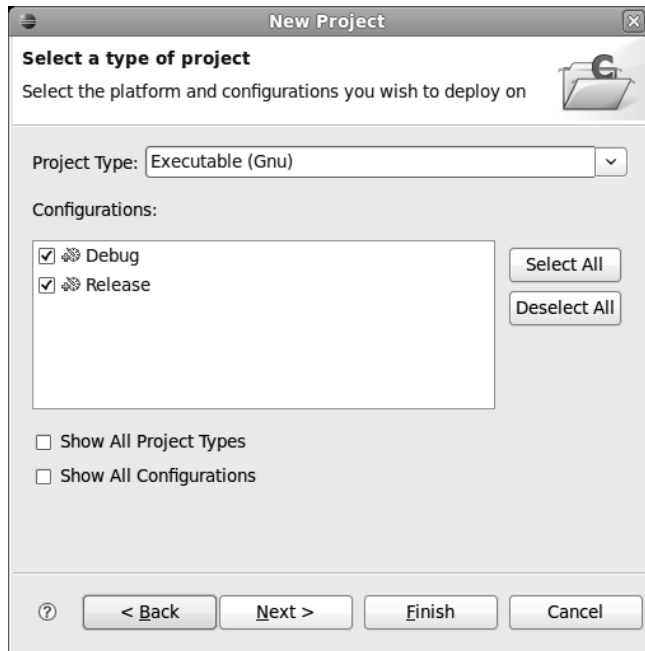 New Project
Select a type of project
Select the platform and configurations you wish to deploy on
C
Project Type: Executable (Gnu)
Configurations:
Debug
Release
Select All
Deselect All
Show All Project Types
Show All Configurations
? < Back Next > Finish Cancel